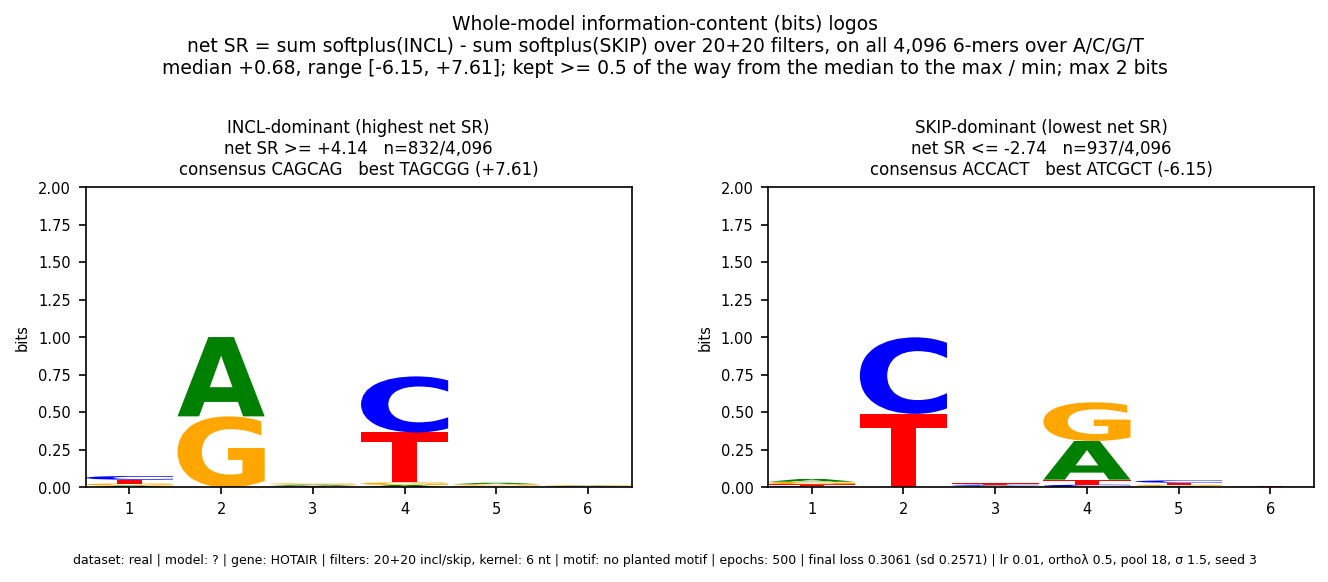 Whole-model information-content (bits) logos
net SR = sum softplus(INCL) - sum softplus(SKIP) over 20+20 filters, on all 4,096 6-mers over A/C/G/T
median +0.68, range [-6.15, +7.61]; kept >= 0.5 of the way from the median to the max / min; max 2 bits
INCL-dominant (highest net SR)
net SR >= +4.14   n=832/4,096
consensus CAGCAG   best TAGCGG (+7.61)
2.00
1.75
1.50
1.25
1.00
0.75
0.50
0.25
0.00
bits
A
G
C
T
1 2 3 4 5 6
SKIP-dominant (lowest net SR)
net SR <= -2.74   n=937/4,096
consensus ACCACT   best ATCGCT (-6.15)
2.00
1.75
1.50
1.25
1.00
0.75
0.50
0.25
0.00
bits
C
T
G
A
1 2 3 4 5 6
dataset: real | model: ? | gene: HOTAIR | filters: 20+20 incl/skip, kernel: 6 nt | motif: no planted motif | epochs: 500 | final loss 0.3061 (sd 0.2571) | lr 0.01, orthoλ 0.5, pool 18, σ 1.5, seed 3